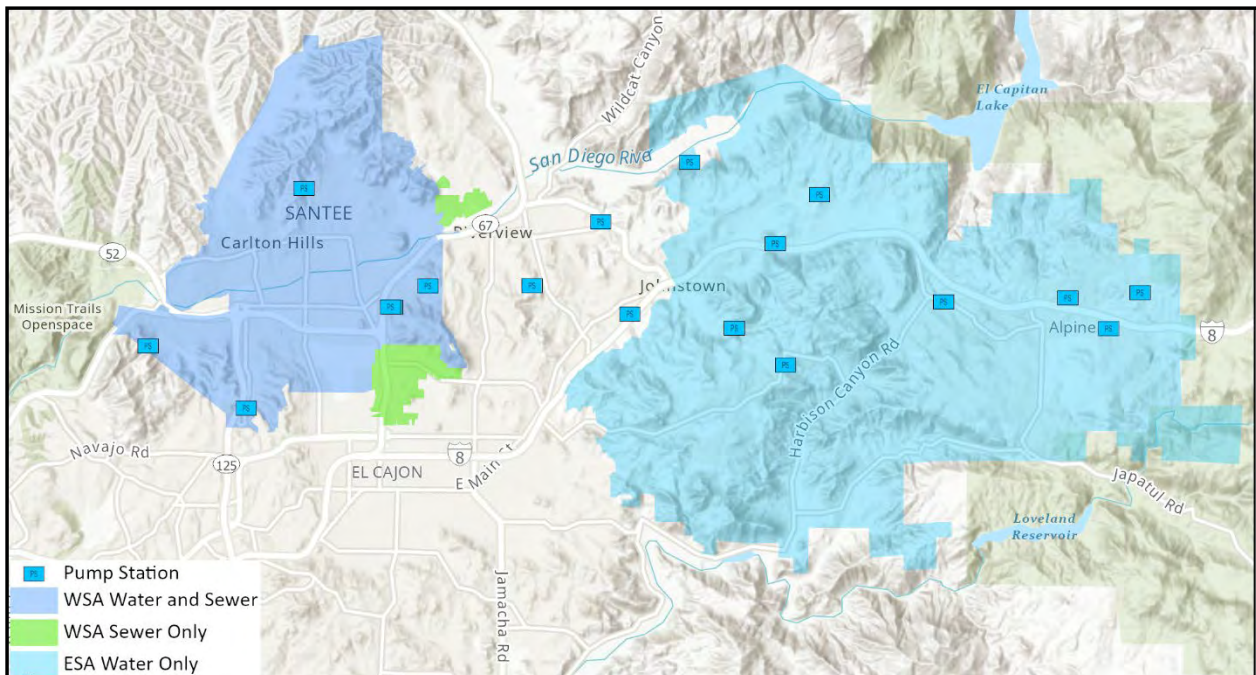 Wildcat Canyon
El Capitan
Lake
San Diego River
PS
PS
PS
SANTEE
67
Riverview
PS
Carlton Hills
52
PS
PS
PS
Johnstown
PS
PS
PS
PS
PS
Mission Trails
Openspace
PS
PS
Alpine
PS
8
PS
PS
Harbison Canyon Rd
PS
Navajo Rd
125
8
EL CAJON
E Main St
Japatul Rd
Loveland
Reservoir
Jamacha Rd
PS Pump Station
WSA Water and Sewer
WSA Sewer Only
ESA Water Only